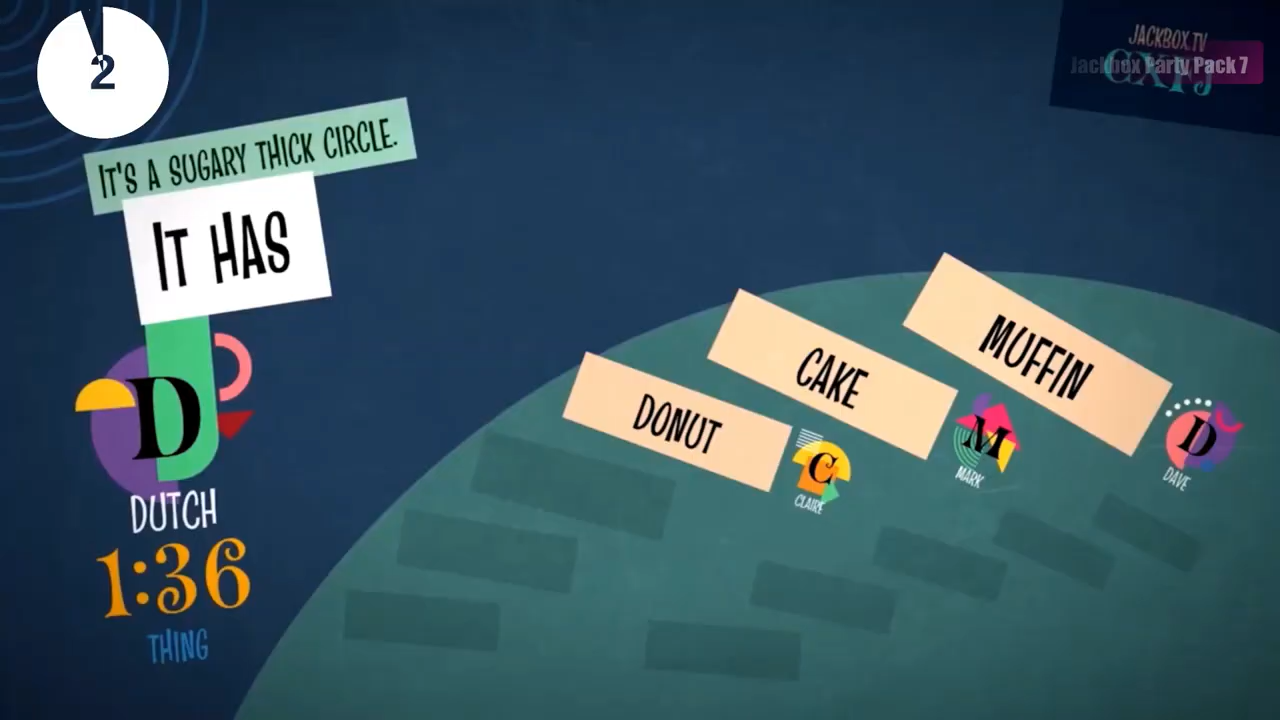 2
JACKBOX.TV
Jackbox Party Pack 7
CXFJ
IT'S A SUGARY THICK CIRCLE.
IT HAS
D
DUTCH
1:36
THING
DONUT
C
CLAIRE
CAKE
M
MARK
MUFFIN
D
DAVE